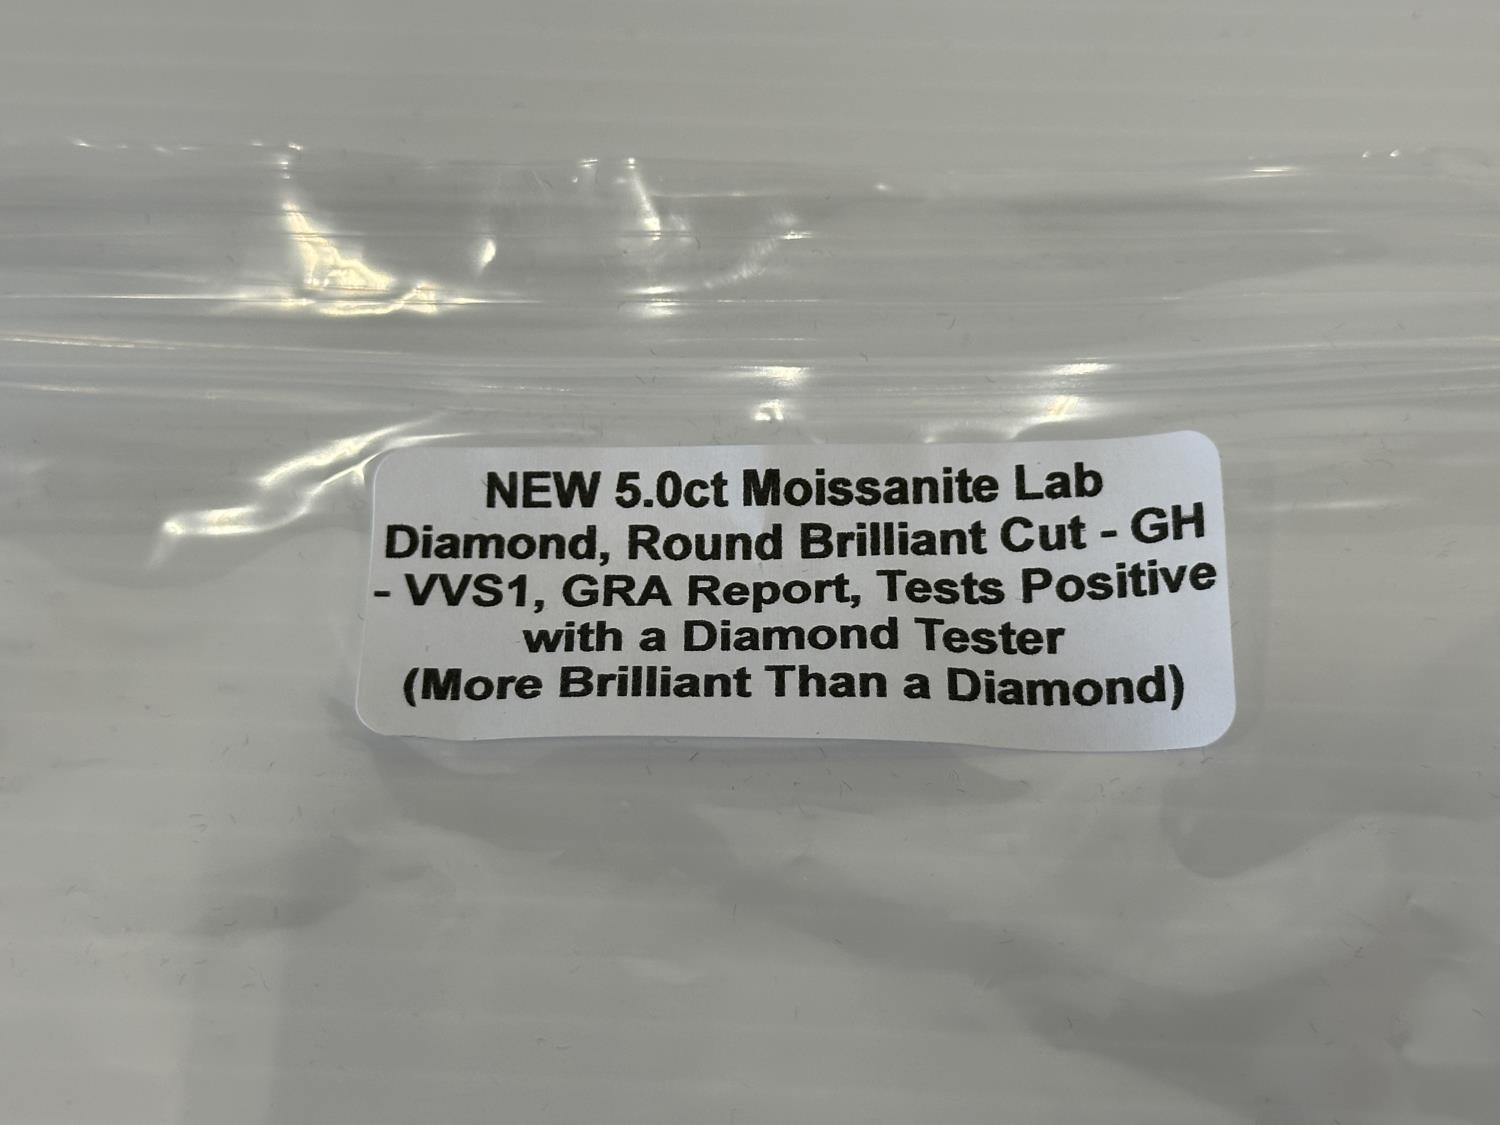 NEW 5.0ct Moissanite Lab
Diamond, Round Brilliant Cut - GH
- VVS1, GRA Report, Tests Positive
with a Diamond Tester
(More Brilliant Than a Diamond)